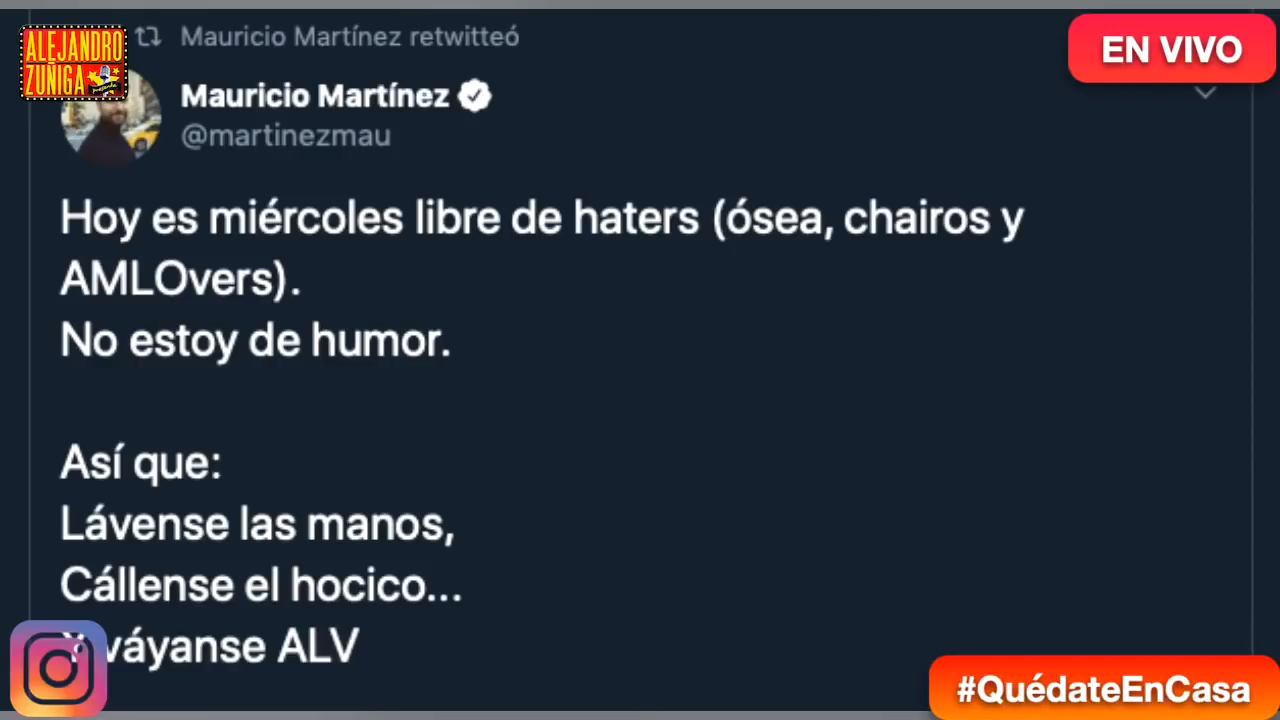 ALEJANDRO
ZUÑIGA
Mauricio Martínez retwitteó
EN VIVO
Mauricio Martínez
@martinezmau
Hoy es miércoles libre de haters (ósea, chairos y
AMLOvers).
No estoy de humor.
Así que:
Lávense las manos,
Cállense el hocico...
Y váyanse ALV
#QuédateEnCasa